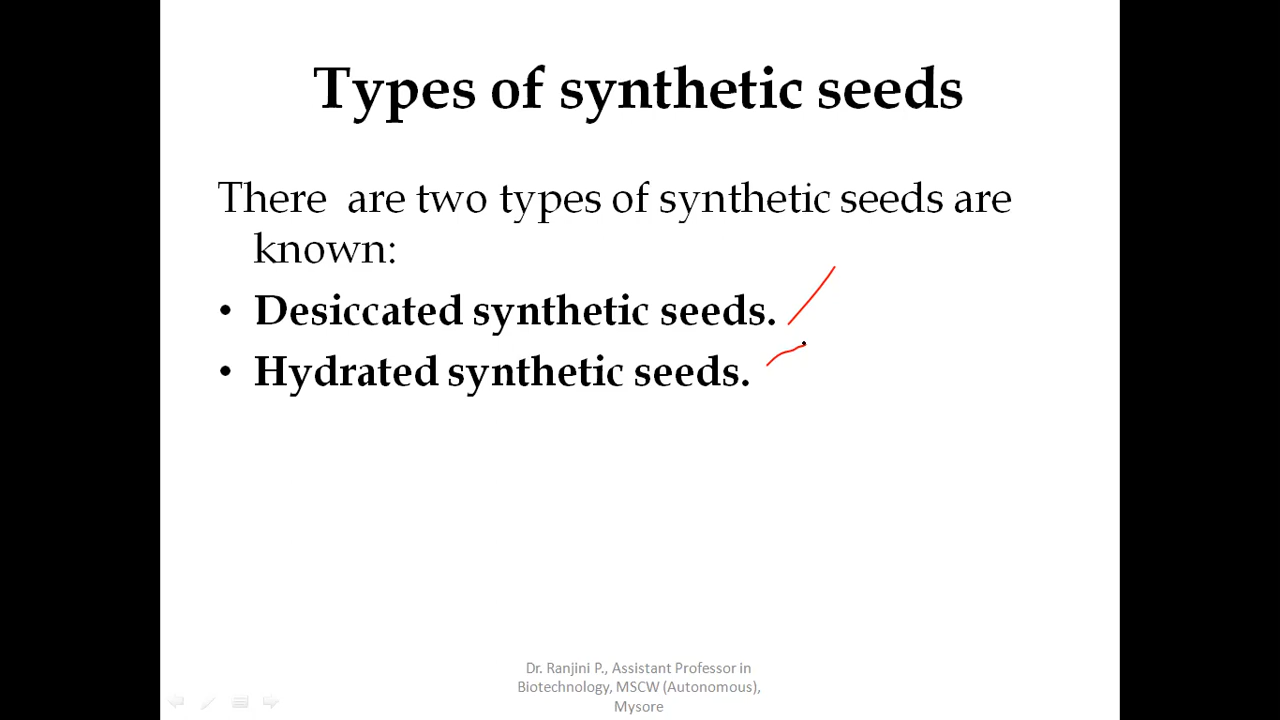 Types of synthetic seeds
There are two types of synthetic seeds are
known:
• Desiccated synthetic seeds.
• Hydrated synthetic seeds.
Dr. Ranjini P., Assistant Professor in
Biotechnology, MSCW (Autonomous),
Mysore